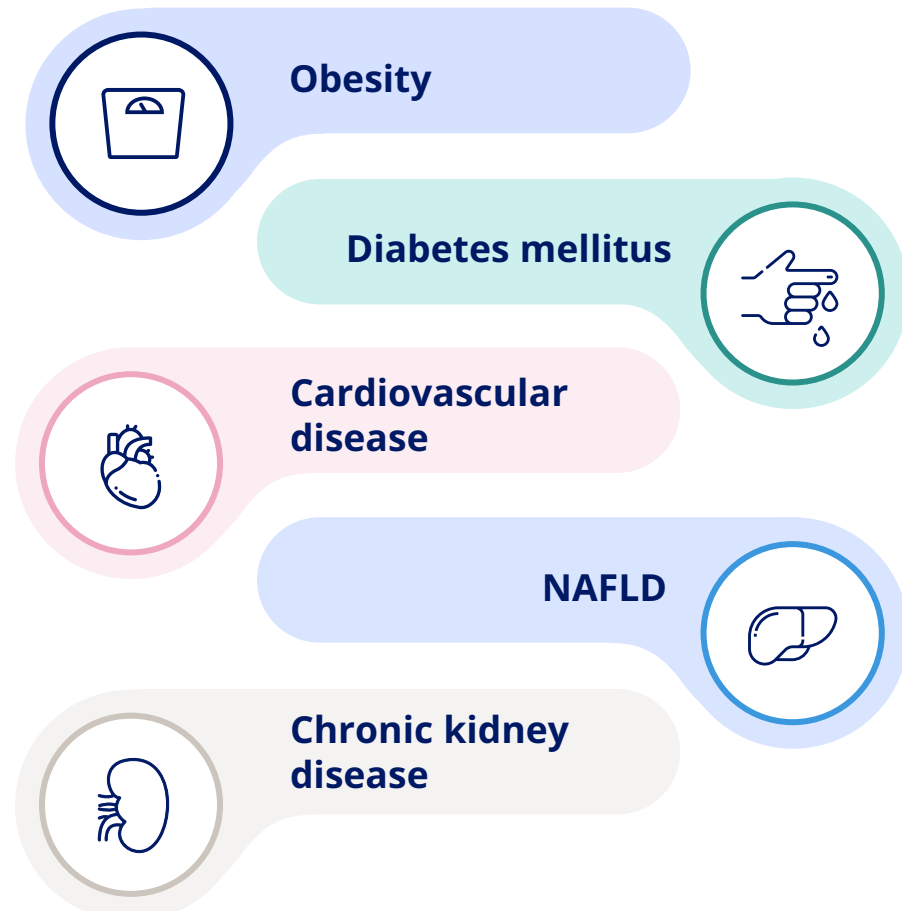 Obesity
Diabetes mellitus
Cardiovascular
disease
NAFLD
Chronic kidney
disease